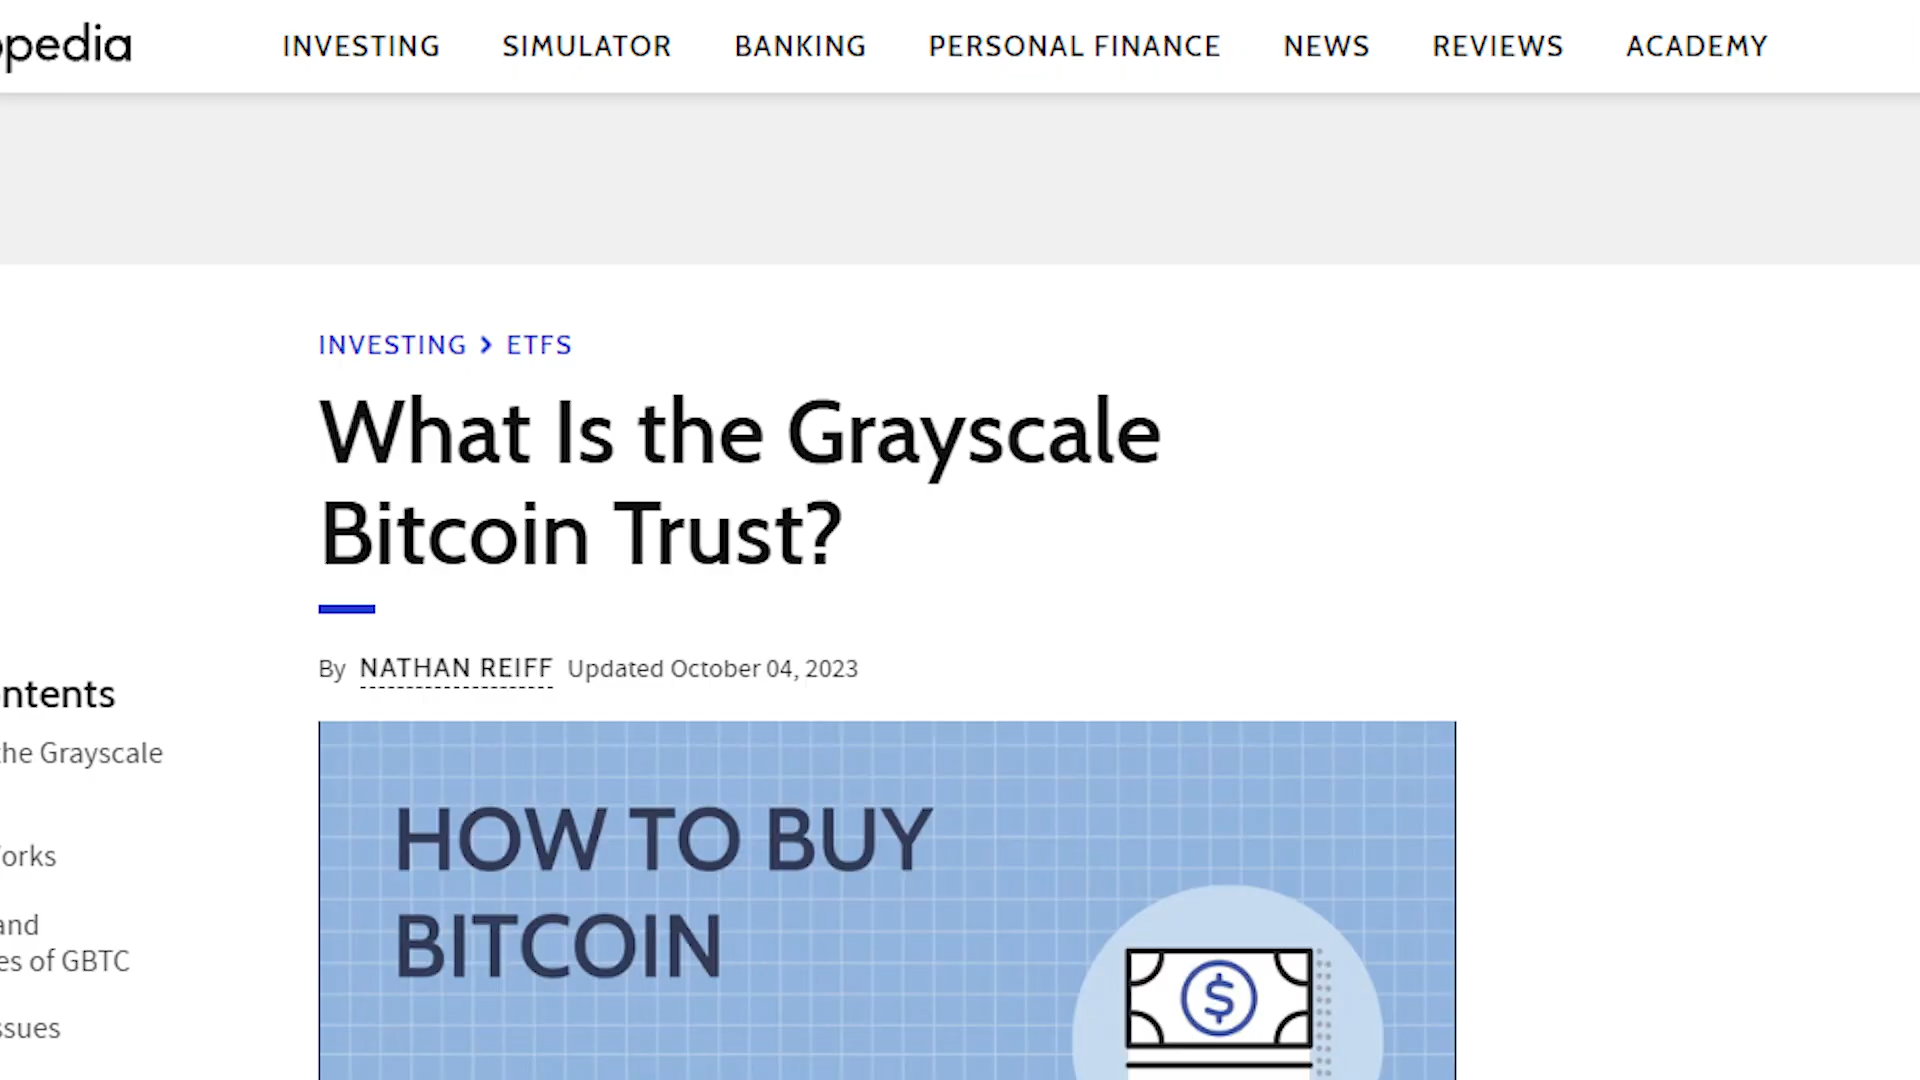 opedia
INVESTING SIMULATOR BANKING PERSONAL FINANCE NEWS REVIEWS ACADEMY
INVESTING > ETFS
What Is the Grayscale
Bitcoin Trust?
By NATHAN REIFF Updated October 04, 2023
ntents
the Grayscale
orks
and
es of GBTC
ssues
HOW TO BUY
BITCOIN
$